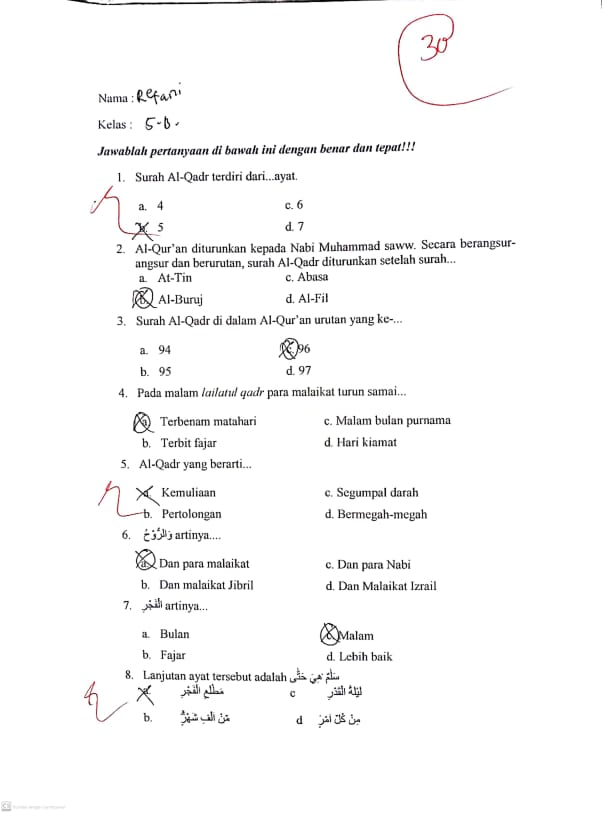 30
Nama : Refani
Kelas : 5-B.
Jawablah pertanyaan di bawah ini dengan benar dan tepat!!!
1. Surah Al-Qadr terdiri dari...ayat.
a. 4 c. 6
b. 5 d. 7
2. Al-Qur'an diturunkan kepada Nabi Muhammad saww. Secara berangsur-
angsur dan berurutan, surah Al-Qadr diturunkan setelah surah...
a. At-Tin c. Abasa
b. Al-Buruj d. Al-Fil
3. Surah Al-Qadr di dalam Al-Qur'an urutan yang ke-...
a. 94 c. 96
b. 95 d. 97
4. Pada malam lailatul qadr para malaikat turun samai...
a. Terbenam matahari c. Malam bulan purnama
b. Terbit fajar d. Hari kiamat
5. Al-Qadr yang berarti...
a. Kemuliaan c. Segumpal darah
b. Pertolongan d. Bermegah-megah
6. وَالرُّوْحُ artinya....
a. Dan para malaikat c. Dan para Nabi
b. Dan malaikat Jibril d. Dan Malaikat Izrail
7. الْفَجْرِ artinya...
a. Bulan c. Malam
b. Fajar d. Lebih baik
8. Lanjutan ayat tersebut adalah سَلٰمٌ هِيَ حَتّٰى
a. مَطْلَعِ الْفَجْرِ c لَيْلَةُ الْقَدْرِ
b. مِّنْ اَلْفِ شَهْرٍ d مِنْ كُلِّ اَمْرٍ